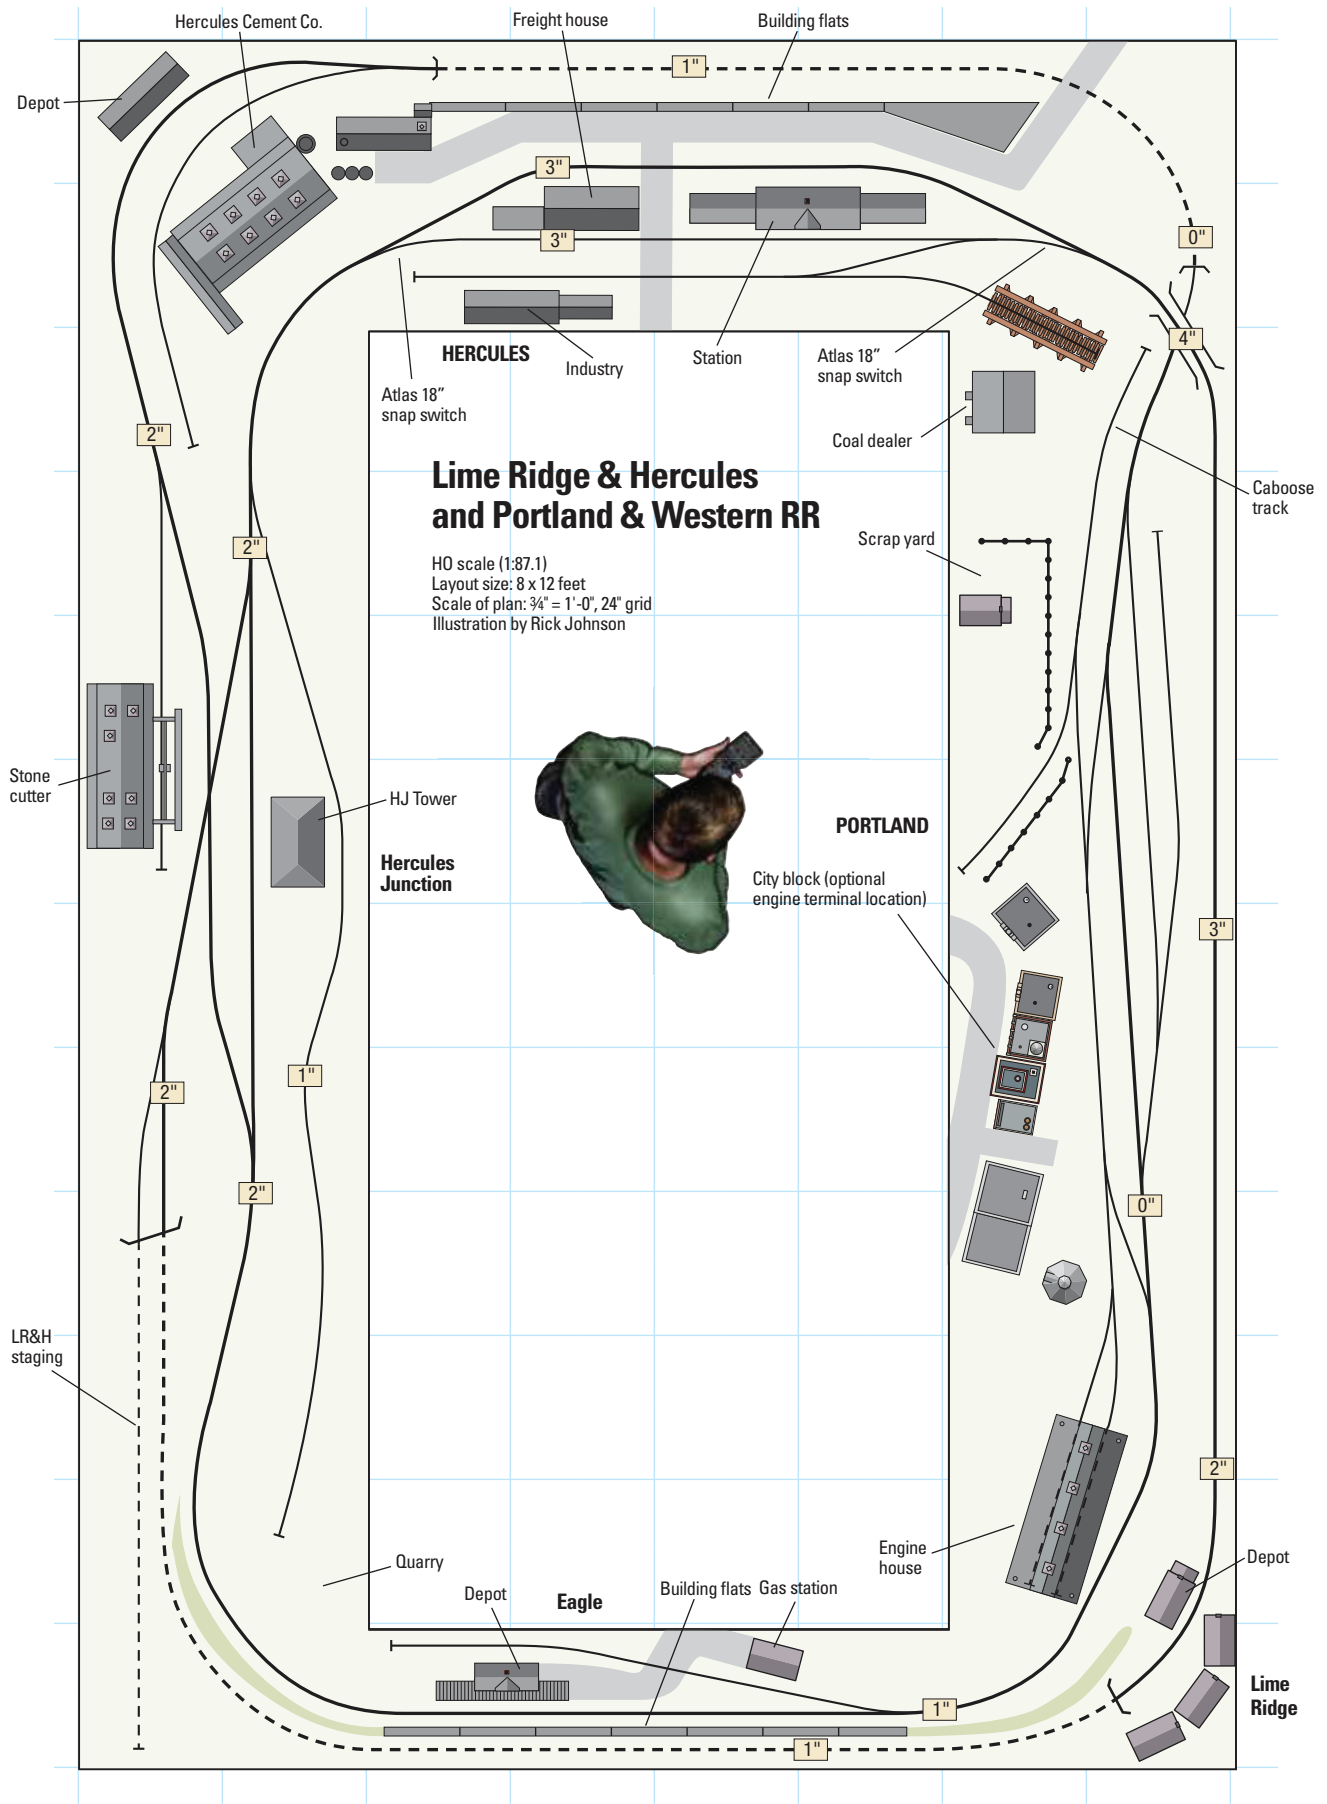 Hercules Cement Co.
Freight house
Building flats
Depot
1"
3"
0"
3"
4"
HERCULES
Industry
Station
Atlas 18”
snap switch
Atlas 18”
snap switch
Coal dealer
2"
Lime Ridge & Hercules
and Portland & Western RR
Caboose
track
Scrap yard
2"
HO scale (1:87.1)
Layout size: 8 x 12 feet
Scale of plan: ¾" = 1'-0", 24" grid
Illustration by Rick Johnson
Stone
cutter
HJ Tower
Hercules
Junction
PORTLAND
City block (optional
engine terminal location)
3"
1"
2"
2"
0"
LR&H
staging
2"
Engine
house
Depot
Quarry
Depot
Eagle
Building flats
Gas station
Lime
Ridge
1"
1"